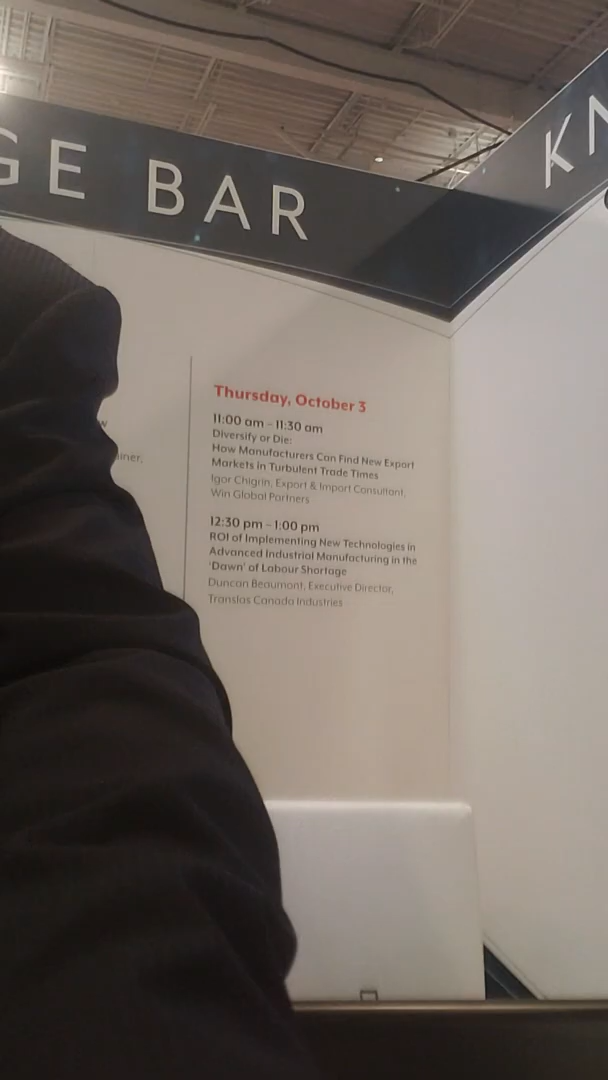 GE BAR
KN
Thursday, October 3
11:00 am – 11:30 am
Diversify or Die:
How Manufacturers Can Find New Export
Markets in Turbulent Trade Times
Igor Chigrin, Export & Import Consultant,
Win Global Partners
12:30 pm – 1:00 pm
ROI of Implementing New Technologies in
Advanced Industrial Manufacturing in the
'Dawn' of Labour Shortage
Duncan Beaumont, Executive Director,
Translas Canada Industries